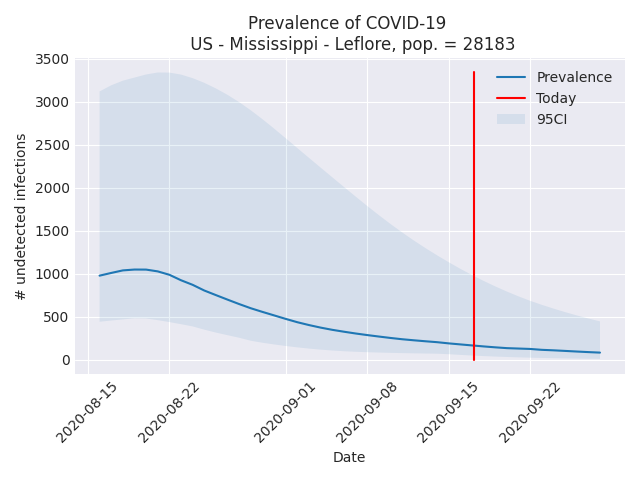 Prevalence of COVID-19
US - Mississippi - Leflore, pop. = 28183
3500
3000
2500
2000
1500
1000
500
0
# undetected infections
Prevalence
Today
95CI
2020-08-15
2020-08-22
2020-09-01
2020-09-08
2020-09-15
2020-09-22
Date